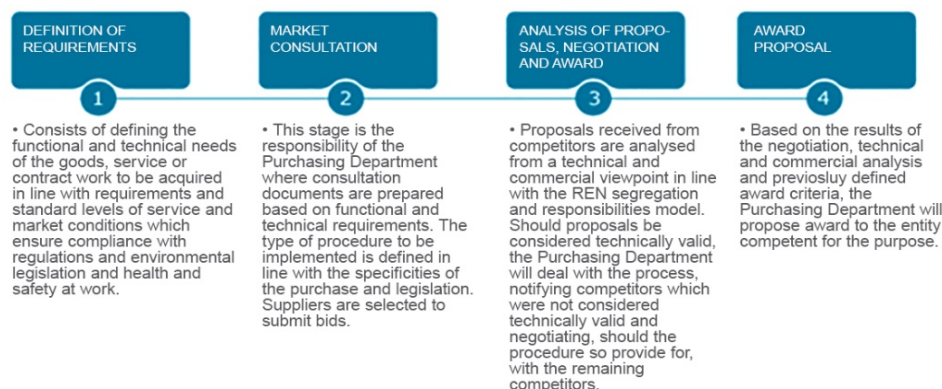 DEFINITION OF
REQUIREMENTS
1
• Consists of defining the
functional and technical needs
of the goods, service or
contract work to be acquired
in line with requirements and
standard levels of service and
market conditions which
ensure compliance with
regulations and environmental
legislation and health and
safety at work.
MARKET
CONSULTATION
2
• This stage is the
responsibility of the
Purchasing Department
where consultation
documents are prepared
based on functional and
technical requirements. The
type of procedure to be
implemented is defined in
line with the specificities of
the purchase and legislation.
Suppliers are selected to
submit bids.
ANALYSIS OF PROPO-
SALS, NEGOTIATION
AND AWARD
3
• Proposals received from
competitors are analysed
from a technical and
commercial viewpoint in line
with the REN segregation
and responsibilities model.
Should proposals be
considered technically valid,
the Purchasing Department
will deal with the process,
notifying competitors which
were not considered
technically valid and
negotiating, should the
procedure so provide for,
with the remaining
competitors.
AWARD
PROPOSAL
4
• Based on the results of
the negotiation, technical
and commercial analysis
and previosluy defined
award criteria, the
Purchasing Department will
propose award to the entity
competent for the purpose.